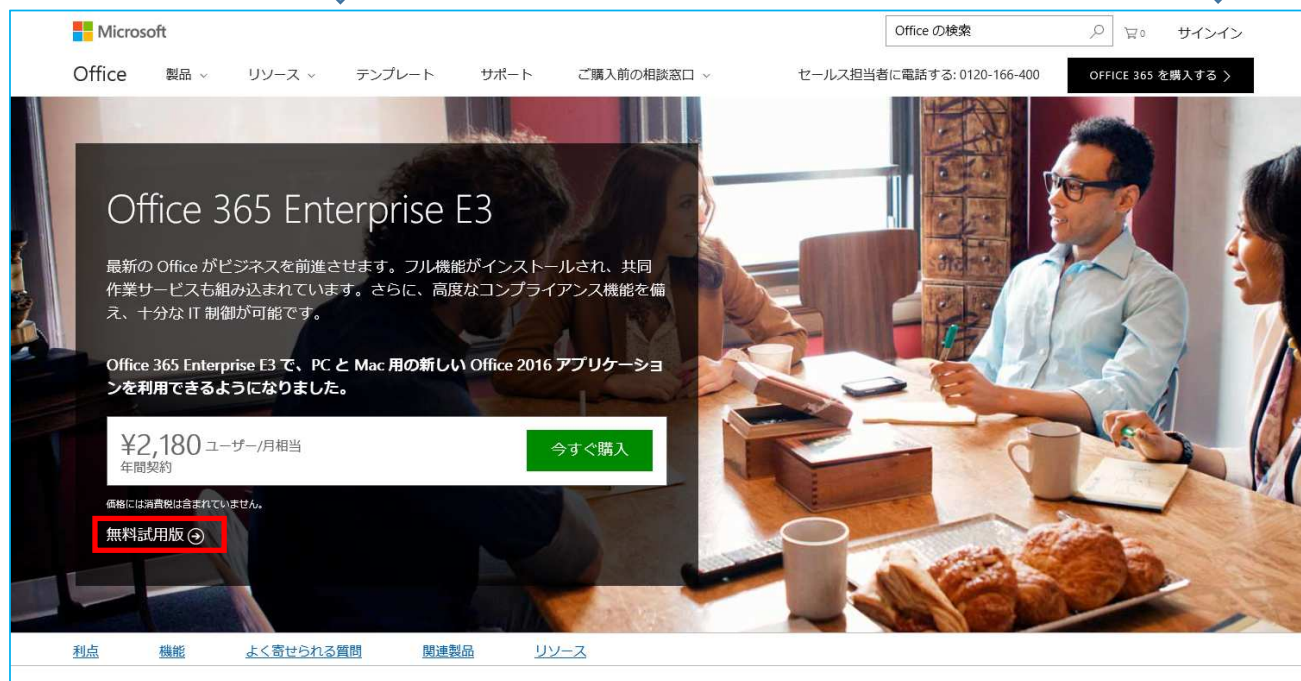 Microsoft
Office の検索
0
サインイン
Office
製品
リソース
テンプレート
サポート
ご購入前の相談窓口
セールス担当者に電話する: 0120-166-400
OFFICE 365 を購入する
Office 365 Enterprise E3
最新の Office がビジネスを前進させます。フル機能がインストールされ、共同
作業サービスも組み込まれています。さらに、高度なコンプライアンス機能を備
え、十分な IT 制御が可能です。
Office 365 Enterprise E3 で、PC と Mac 用の新しい Office 2016 アプリケーショ
ンを利用できるようになりました。
¥2,180 ユーザー/月相当
年間契約
今すぐ購入
価格には消費税は含まれていません。
無料試用版
利点
機能
よく寄せられる質問
関連製品
リソース